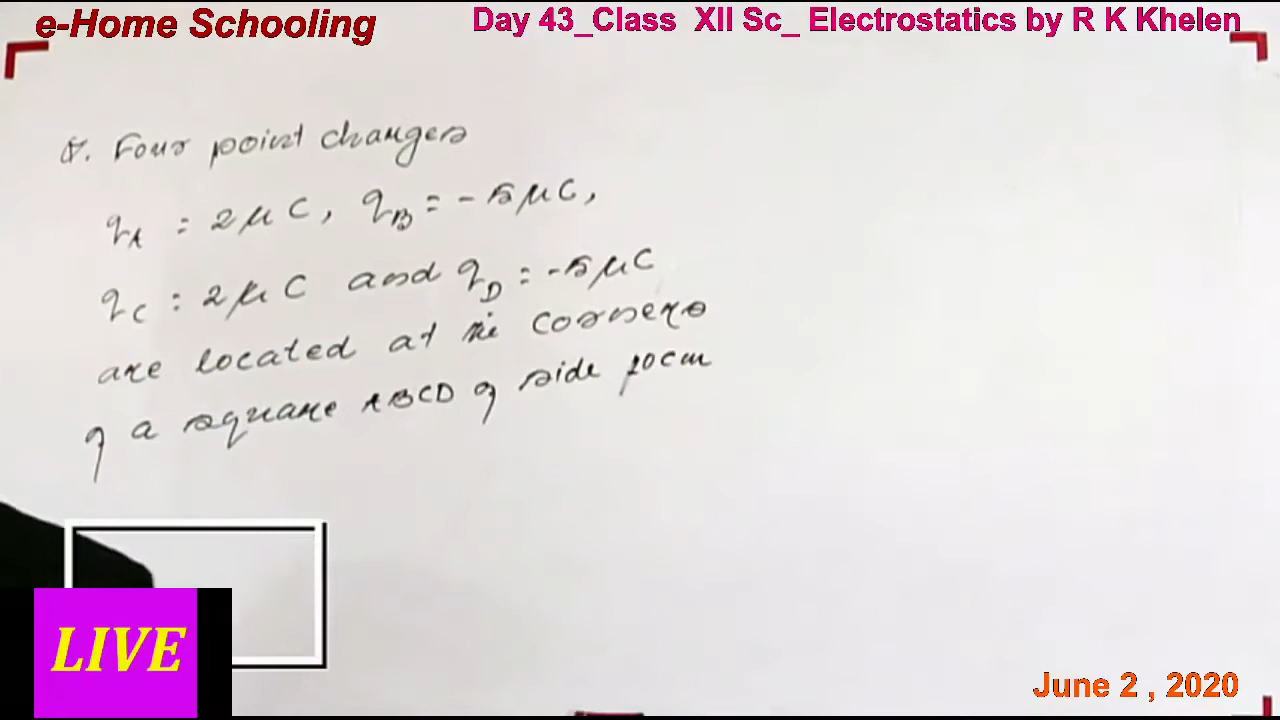 e-Home Schooling
Day 43_Class XII Sc_ Electrostatics by R K Khelen
Q. Four point charges
qA = 2μC, qB = -5μC,
qC = 2μC and qD = -5μC
are located at the corners
of a square ABCD of side 10cm
LIVE
June 2 , 2020